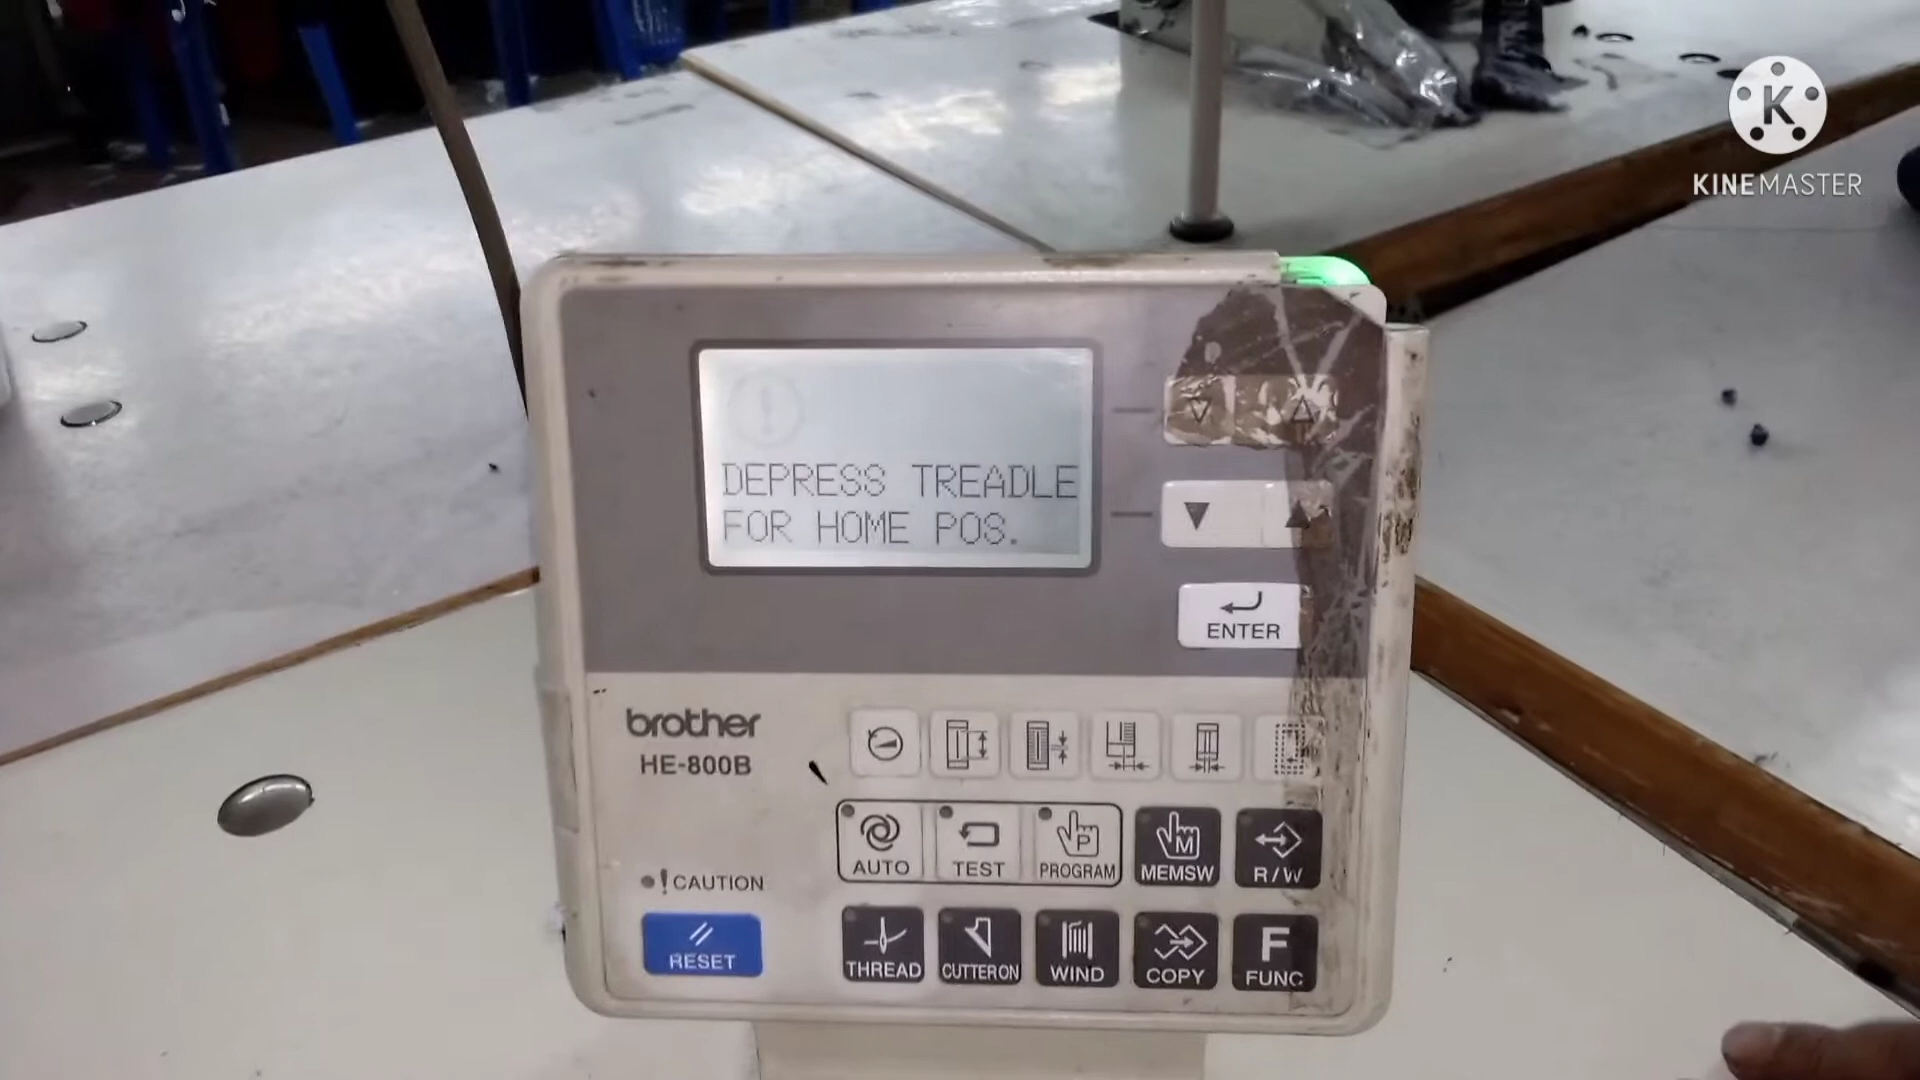 K
KINEMASTER
DEPRESS TREADLE
FOR HOME POS.
ENTER
brother
HE-800B
AUTO
TEST
P
PROGRAM
M
MEMSW
R/W
!CAUTION
RESET
THREAD
CUTTER ON
WIND
COPY
F
FUNC